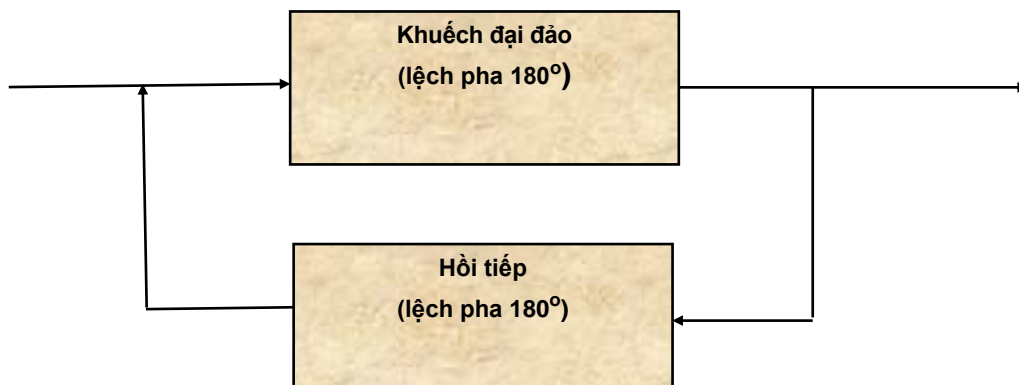 Khuếch đại đảo
(lệch pha 180º)
Hồi tiếp
(lệch pha 180º)